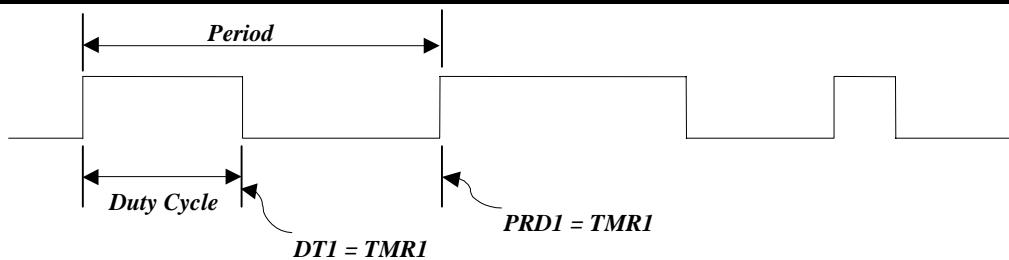 Period
Duty Cycle
PRD1 = TMR1
DT1 = TMR1